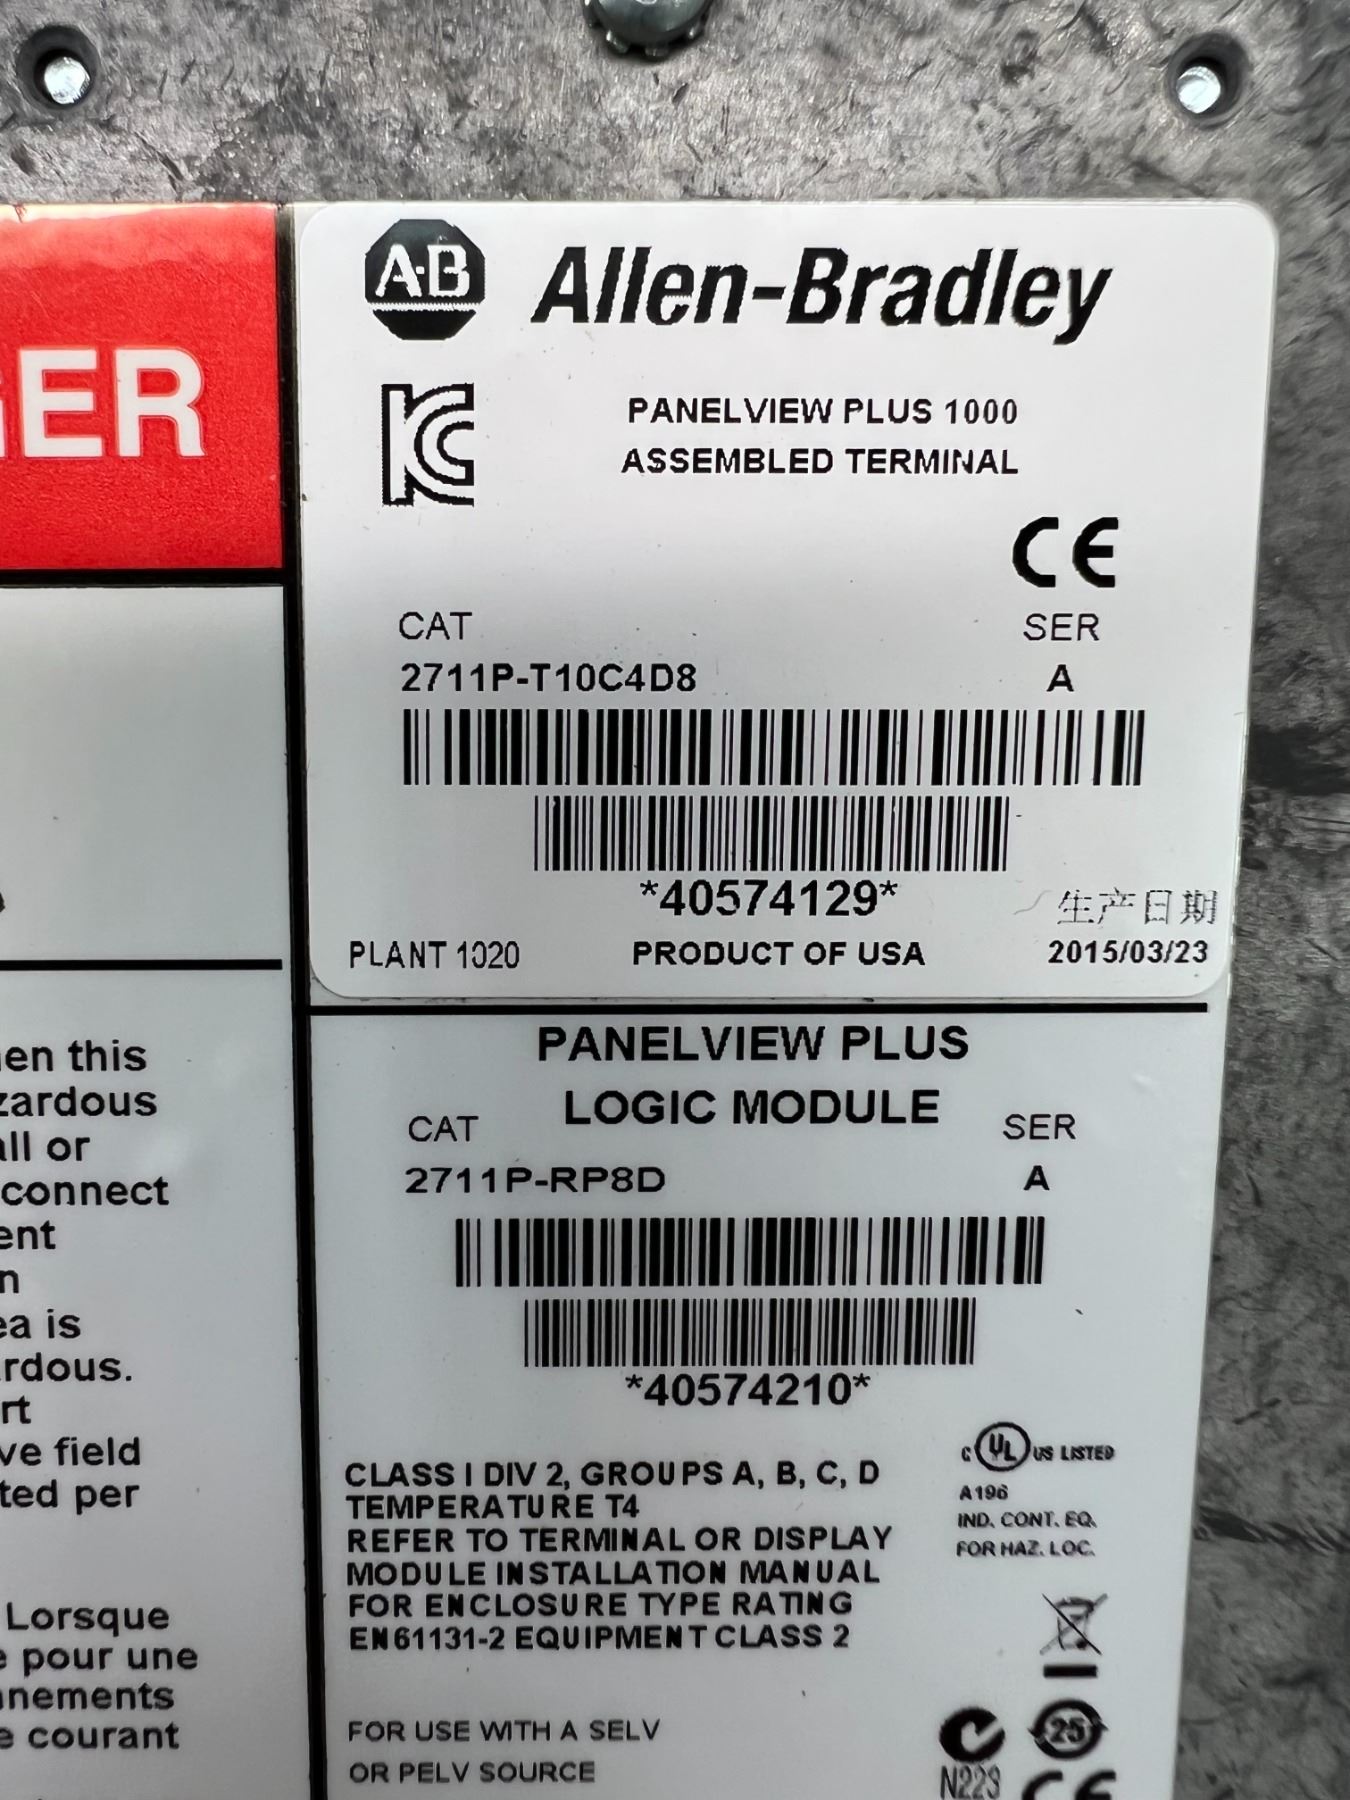 GER
A·B Allen-Bradley
PANELVIEW PLUS 1000
ASSEMBLED TERMINAL
CE
CAT SER
2711P-T10C4D8 A
*40574129*
生产日期
PLANT 1020 PRODUCT OF USA 2015/03/23
PANELVIEW PLUS
LOGIC MODULE
CAT SER
2711P-RP8D A
*40574210*
C UL US LISTED
A196
IND. CONT. EQ.
FOR HAZ. LOC.
CLASS I DIV 2, GROUPS A, B, C, D
TEMPERATURE T4
REFER TO TERMINAL OR DISPLAY
MODULE INSTALLATION MANUAL
FOR ENCLOSURE TYPE RATING
EN61131-2 EQUIPMENT CLASS 2
FOR USE WITH A SELV
OR PELV SOURCE
25
N223
CE
en this
zardous
all or
connect
ent
n
ea is
rdous.
rt
ve field
ted per
Lorsque
e pour une
nnements
e courant